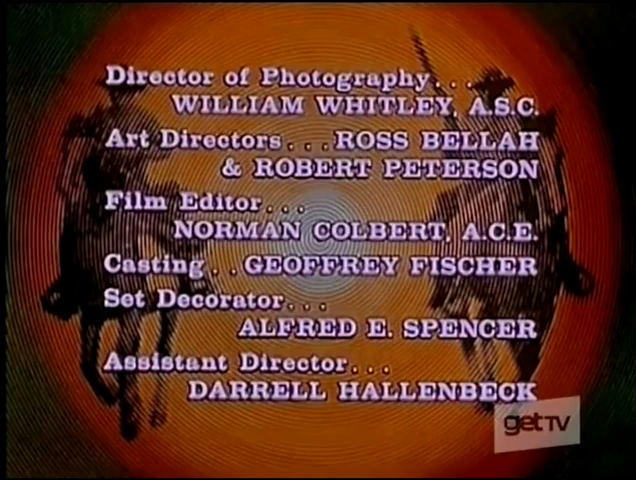 Director of Photography...
WILLIAM WHITLEY, A.S.C.
Art Directors...ROSS BELLAH
& ROBERT PETERSON
Film Editor...
NORMAN COLBERT, A.C.E.
Casting..GEOFFREY FISCHER
Set Decorator...
ALFRED E. SPENCER
Assistant Director...
DARRELL HALLENBECK
getTV